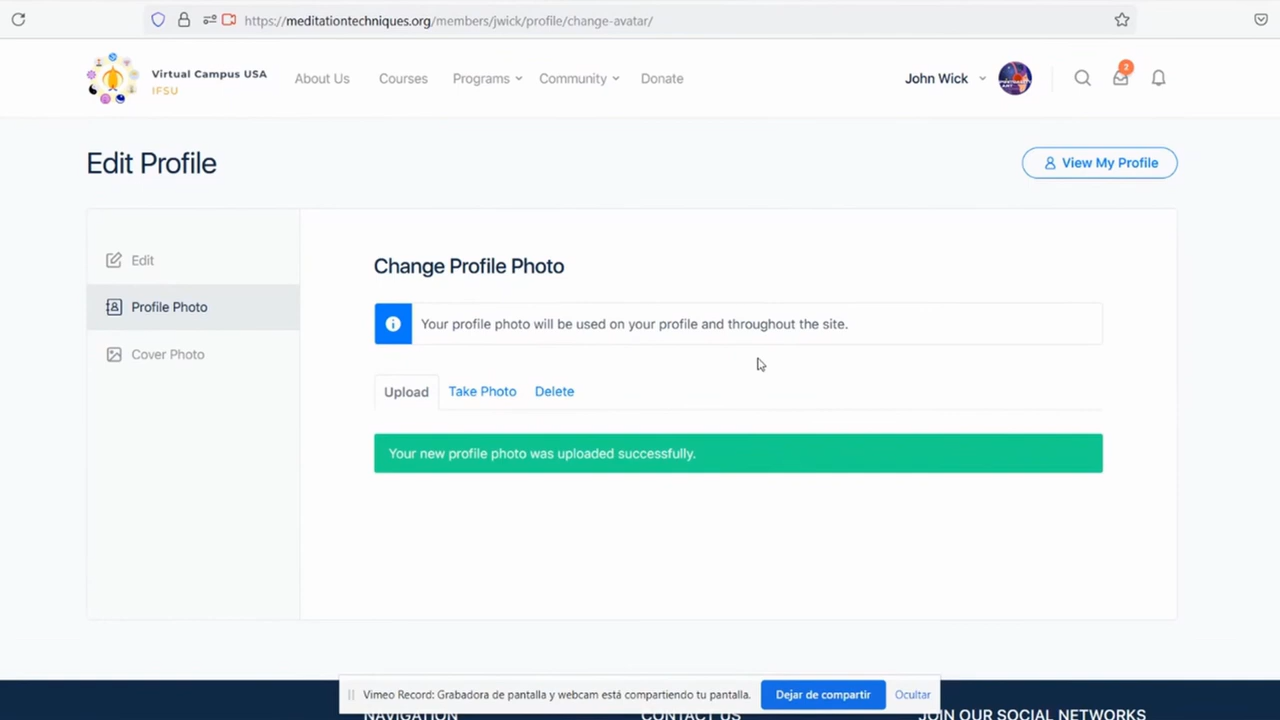 https://meditationtechniques.org/members/jwick/profile/change-avatar/
Virtual Campus USA
IFSU
About Us
Courses
Programs
Community
Donate
John Wick
2
Edit Profile
View My Profile
Edit
Profile Photo
Cover Photo
Change Profile Photo
Your profile photo will be used on your profile and throughout the site.
Upload
Take Photo
Delete
Your new profile photo was uploaded successfully.
Vimeo Record: Grabadora de pantalla y webcam está compartiendo tu pantalla.
Dejar de compartir
Ocultar
NAVIGATION
CONTACT US
JOIN OUR SOCIAL NETWORKS